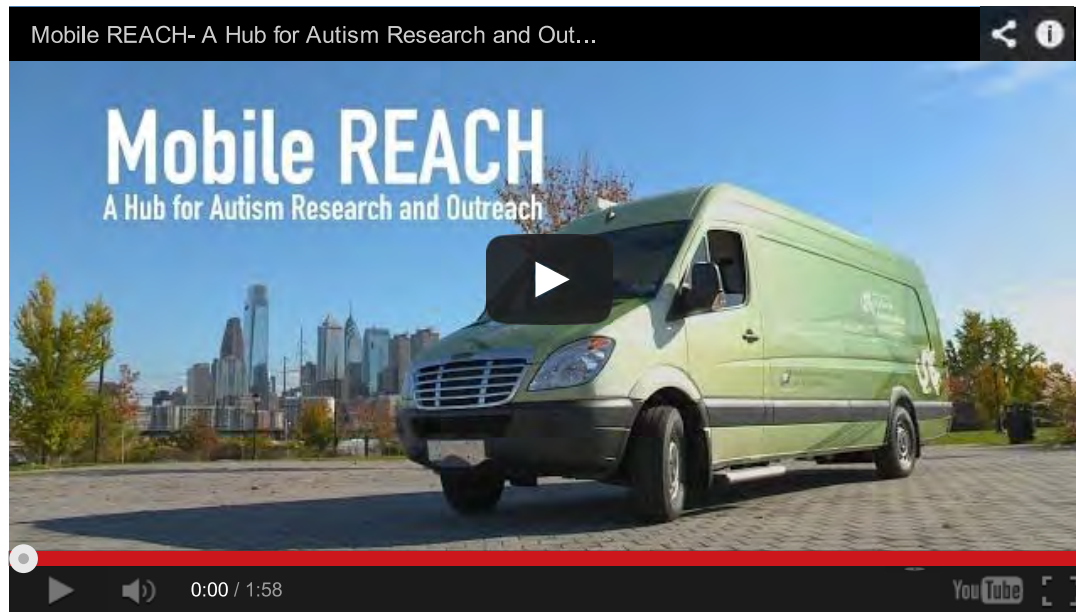 Mobile REACH- A Hub for Autism Research and Out...
Mobile REACH
A Hub for Autism Research and Outreach
0:00 / 1:58
YouTube